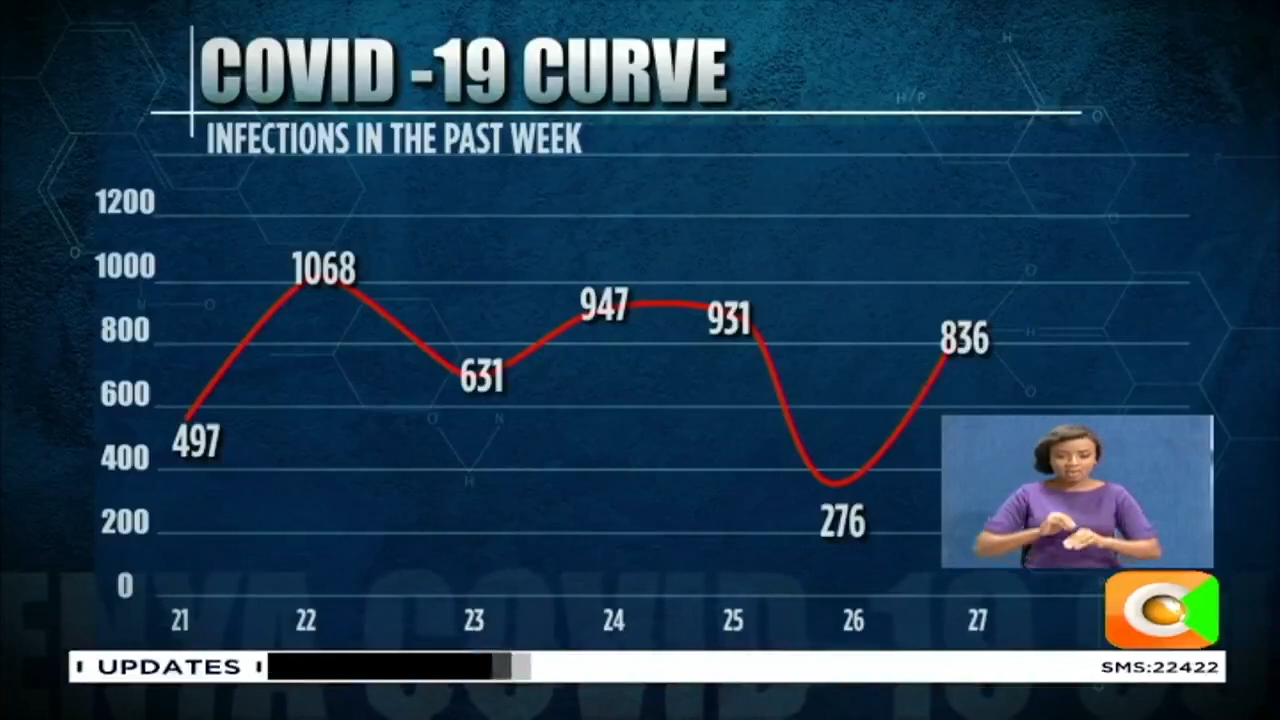 COVID -19 CURVE
INFECTIONS IN THE PAST WEEK
1200
1000
800
600
400
200
0
497
1068
631
947
931
276
836
21 22 23 24 25 26 27
UPDATES
SMS:22422